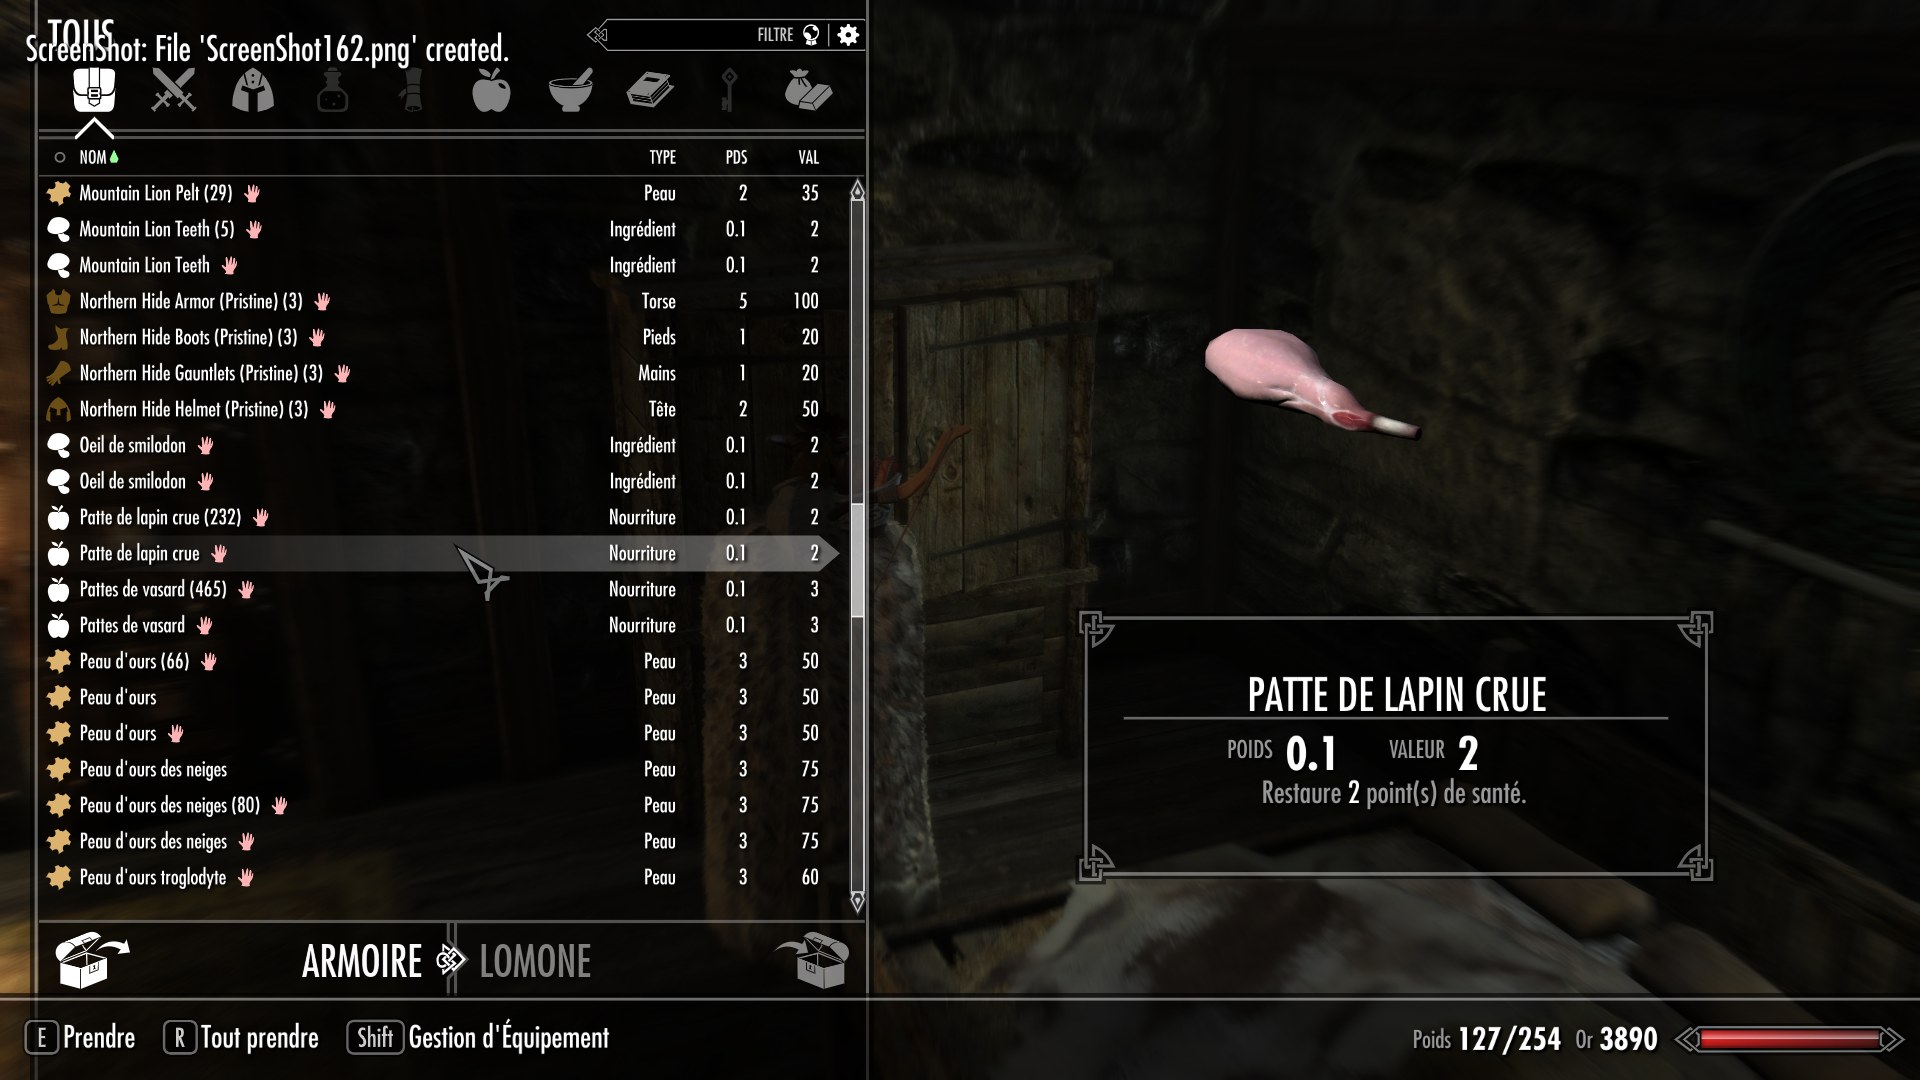 TOUS
ScreenShot: File 'ScreenShot162.png' created.
FILTRE
NOM TYPE PDS VAL
Mountain Lion Pelt (29) Peau 2 35
Mountain Lion Teeth (5) Ingrédient 0.1 2
Mountain Lion Teeth Ingrédient 0.1 2
Northern Hide Armor (Pristine) (3) Torse 5 100
Northern Hide Boots (Pristine) (3) Pieds 1 20
Northern Hide Gauntlets (Pristine) (3) Mains 1 20
Northern Hide Helmet (Pristine) (3) Tête 2 50
Oeil de smilodon Ingrédient 0.1 2
Oeil de smilodon Ingrédient 0.1 2
Patte de lapin crue (232) Nourriture 0.1 2
Patte de lapin crue Nourriture 0.1 2
Pattes de vasard (465) Nourriture 0.1 3
Pattes de vasard Nourriture 0.1 3
Peau d'ours (66) Peau 3 50
Peau d'ours Peau 3 50
Peau d'ours Peau 3 50
Peau d'ours des neiges Peau 3 75
Peau d'ours des neiges (80) Peau 3 75
Peau d'ours des neiges Peau 3 75
Peau d'ours troglodyte Peau 3 60
PATTE DE LAPIN CRUE
POIDS 0.1 VALEUR 2
Restaure 2 point(s) de santé.
ARMOIRE LOMONE
E Prendre R Tout prendre Shift Gestion d'Équipement
Poids 127/254 Or 3890